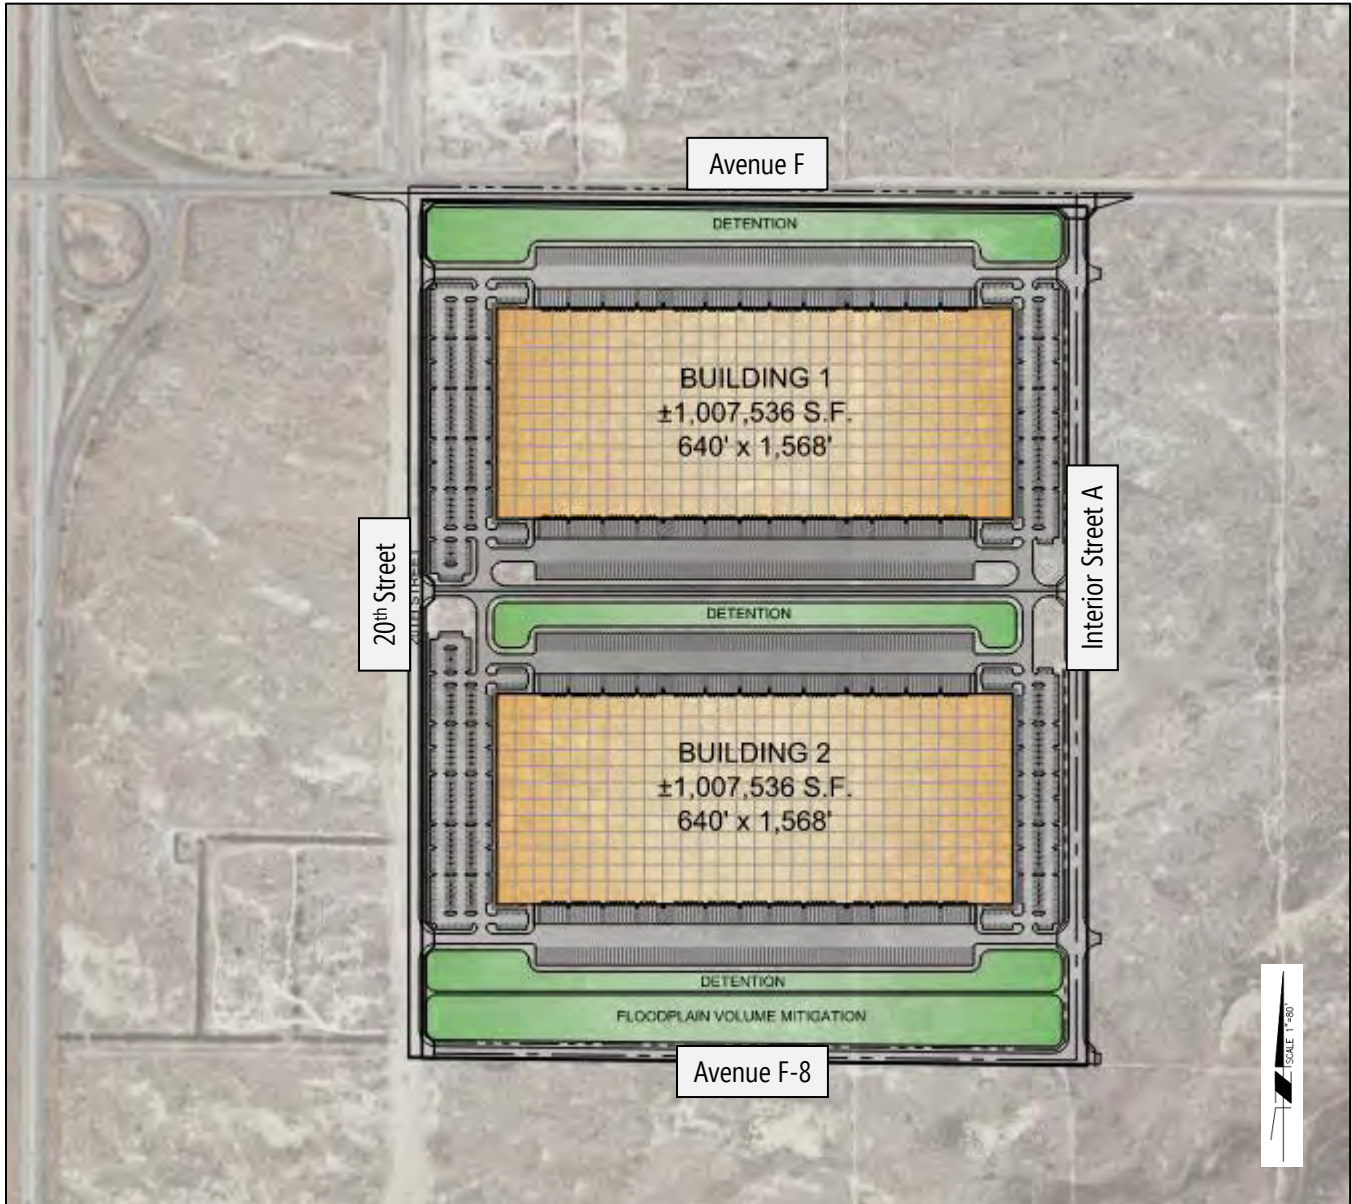 Avenue F
DETENTION
BUILDING 1
±1,007,536 S.F.
640' x 1,568'
20th Street
Interior Street A
DETENTION
BUILDING 2
±1,007,536 S.F.
640' x 1,568'
DETENTION
FLOODPLAIN VOLUME MITIGATION
Avenue F-8
SCALE 1"=80'